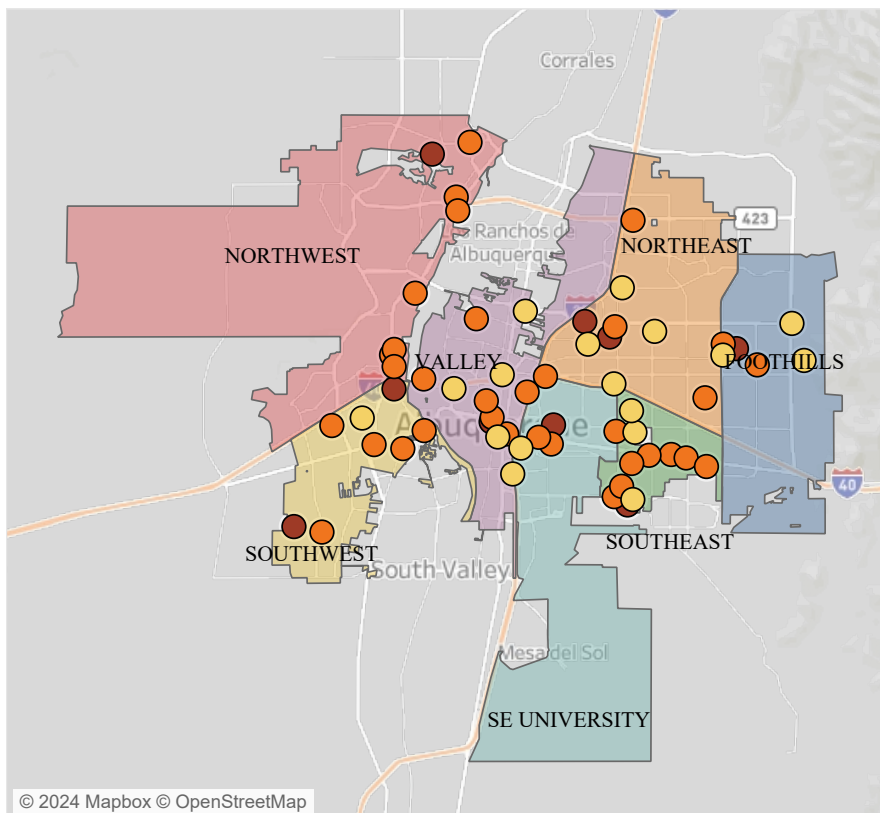 Corrales
423
os Ranchos de
Albuquerque
NORTHWEST
NORTHEAST
VALLEY
FOOTHILLS
Albuquerque
40
SOUTHWEST
SOUTHEAST
South Valley
Mesa del Sol
SE UNIVERSITY
© 2024 Mapbox © OpenStreetMap